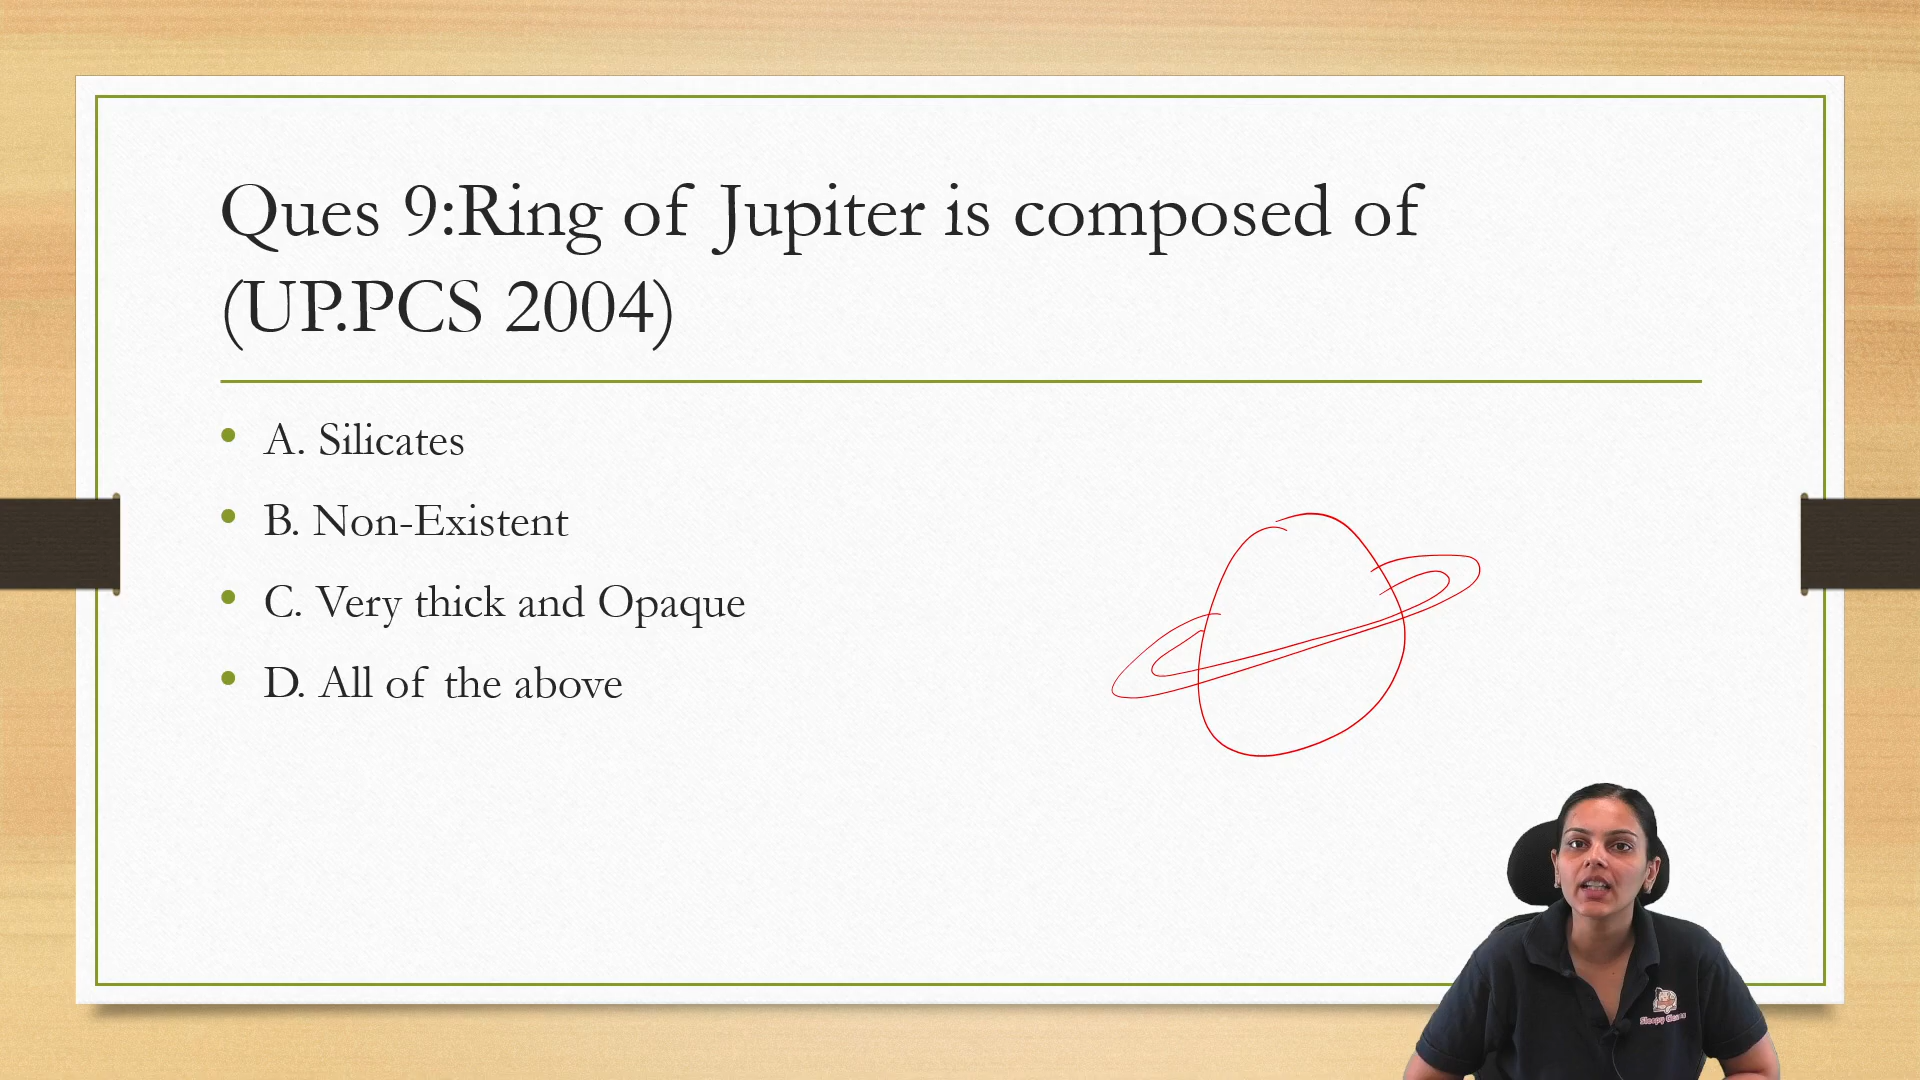 Ques 9:Ring of Jupiter is composed of
(UP.PCS 2004)
A. Silicates
B. Non-Existent
C. Very thick and Opaque
D. All of the above
Sleepy